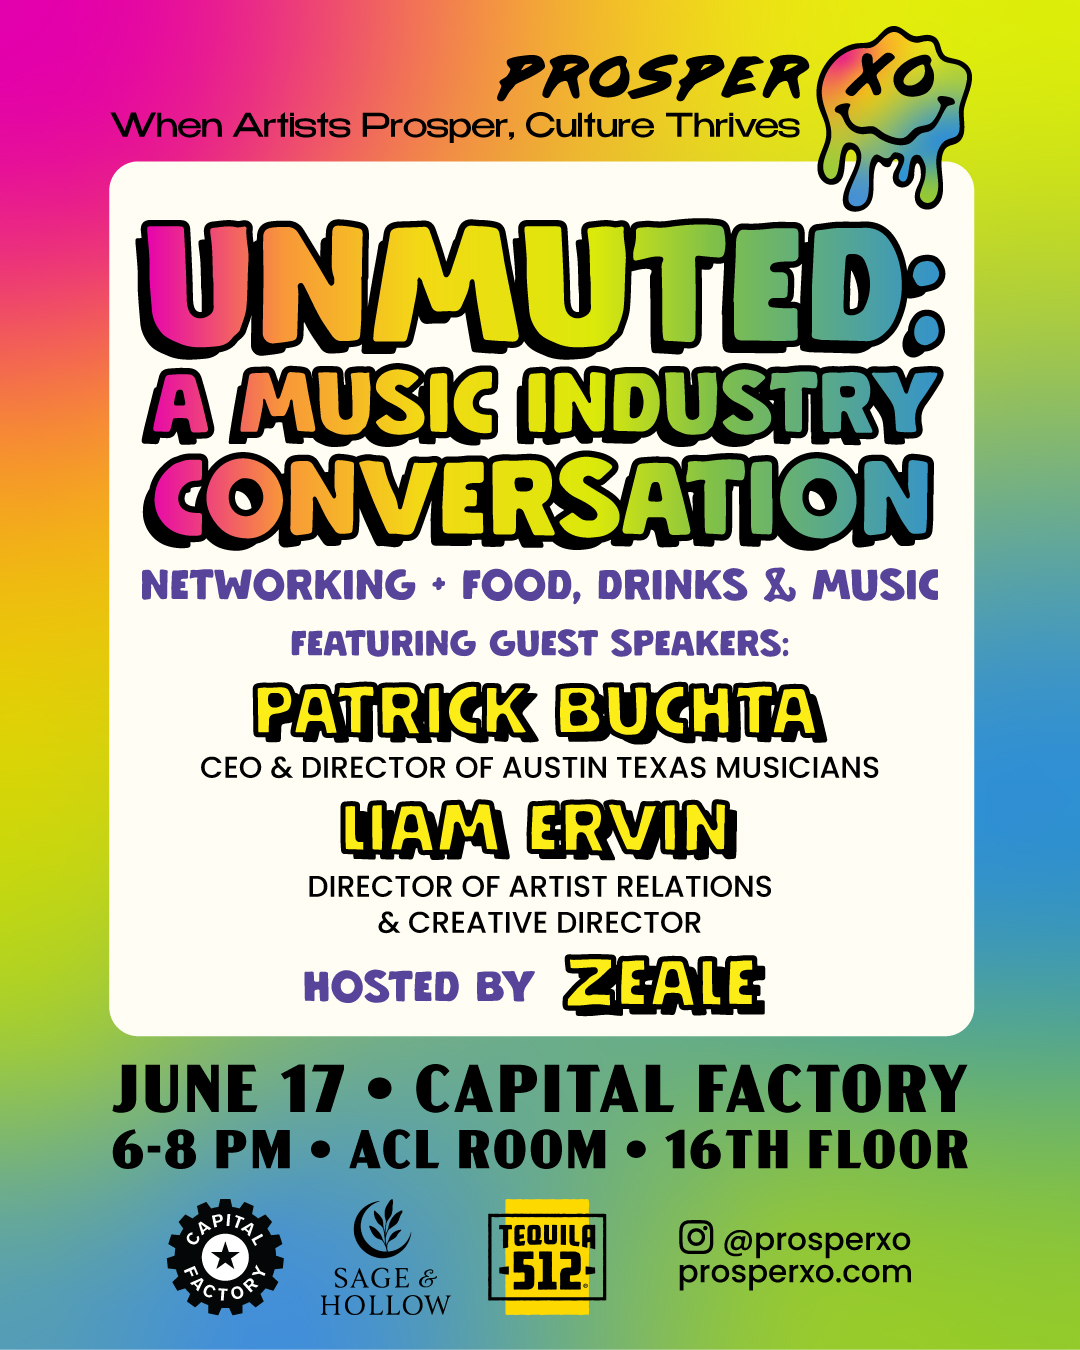 PROSPER XO
When Artists Prosper, Culture Thrives
UNMUTED:
A MUSIC INDUSTRY
CONVERSATION
NETWORKING + FOOD, DRINKS & MUSIC
FEATURING GUEST SPEAKERS:
PATRICK BUCHTA
CEO & DIRECTOR OF AUSTIN TEXAS MUSICIANS
LIAM ERVIN
DIRECTOR OF ARTIST RELATIONS
& CREATIVE DIRECTOR
HOSTED BY ZEALE
JUNE 17 • CAPITAL FACTORY
6-8 PM • ACL ROOM • 16TH FLOOR
CAPITAL
FACTORY
SAGE &
HOLLOW
TEQUILA
512
@prosperxo
prosperxo.com